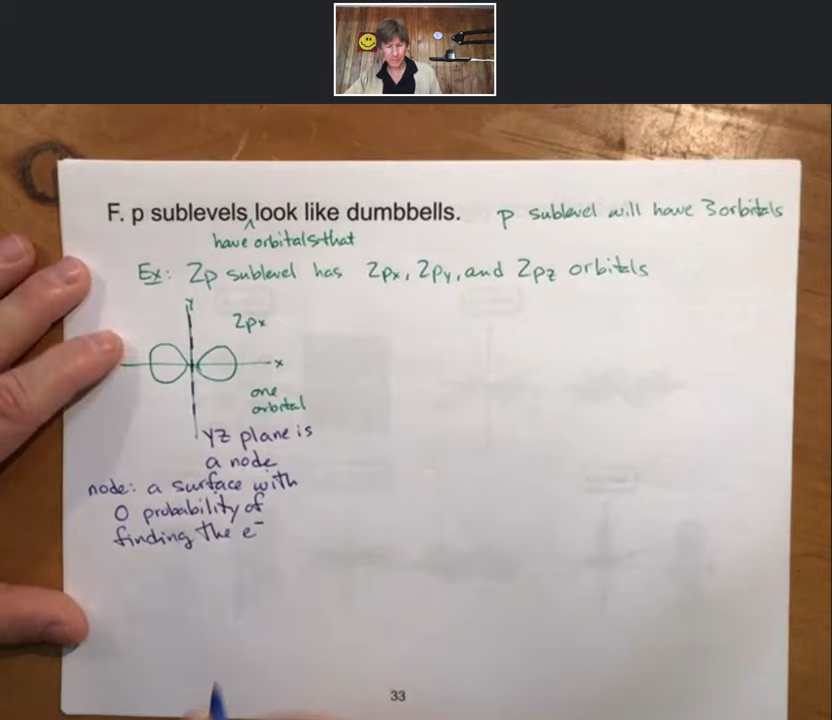 F. p sublevels, look like dumbbells. p sublevel will have 3 orbitals
^
have orbitals that
Ex: 2p sublevel has 2px, 2py, and 2pz orbitals
Y
2px
x
one
orbital
YZ plane is
a node
node: a surface with
0 probability of
finding the e⁻
33